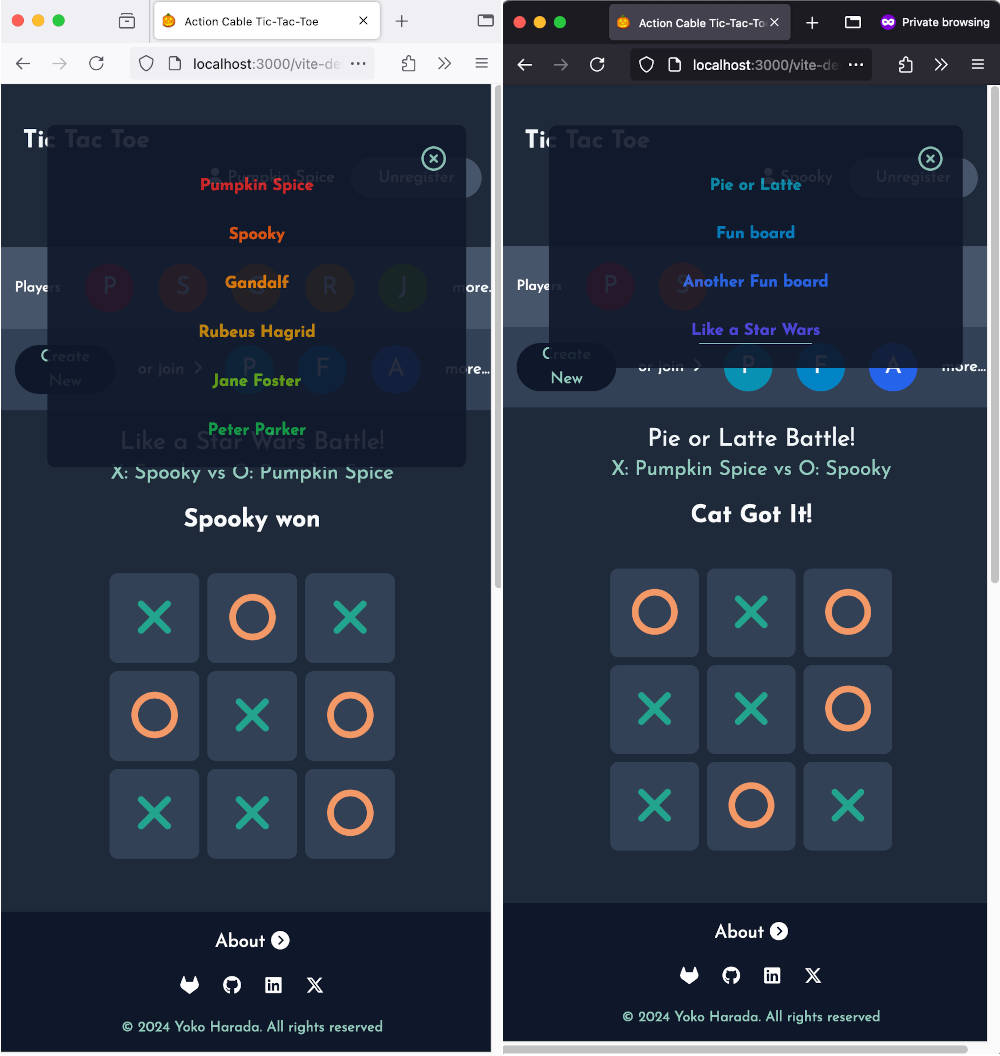 Action Cable Tic-Tac-Toe
localhost:3000/vite-de
Tic Tac Toe
Pumpkin Spice
Unregister
Pumpkin Spice
Spooky
Gandalf
Rubeus Hagrid
Jane Foster
Peter Parker
Players
P
S
R
J
more...
Create
New
or join
P
F
A
more...
Like a Star Wars Battle!
X: Spooky vs O: Pumpkin Spice
Spooky won
About
© 2024 Yoko Harada. All rights reserved
Action Cable Tic-Tac-To
Private browsing
localhost:3000/vite-de
Tic Tac Toe
Spooky
Unregister
Pie or Latte
Fun board
Another Fun board
Like a Star Wars
Players
P
S
Create
New
or join
P
F
A
more...
Pie or Latte Battle!
X: Pumpkin Spice vs O: Spooky
Cat Got It!
About
© 2024 Yoko Harada. All rights reserved